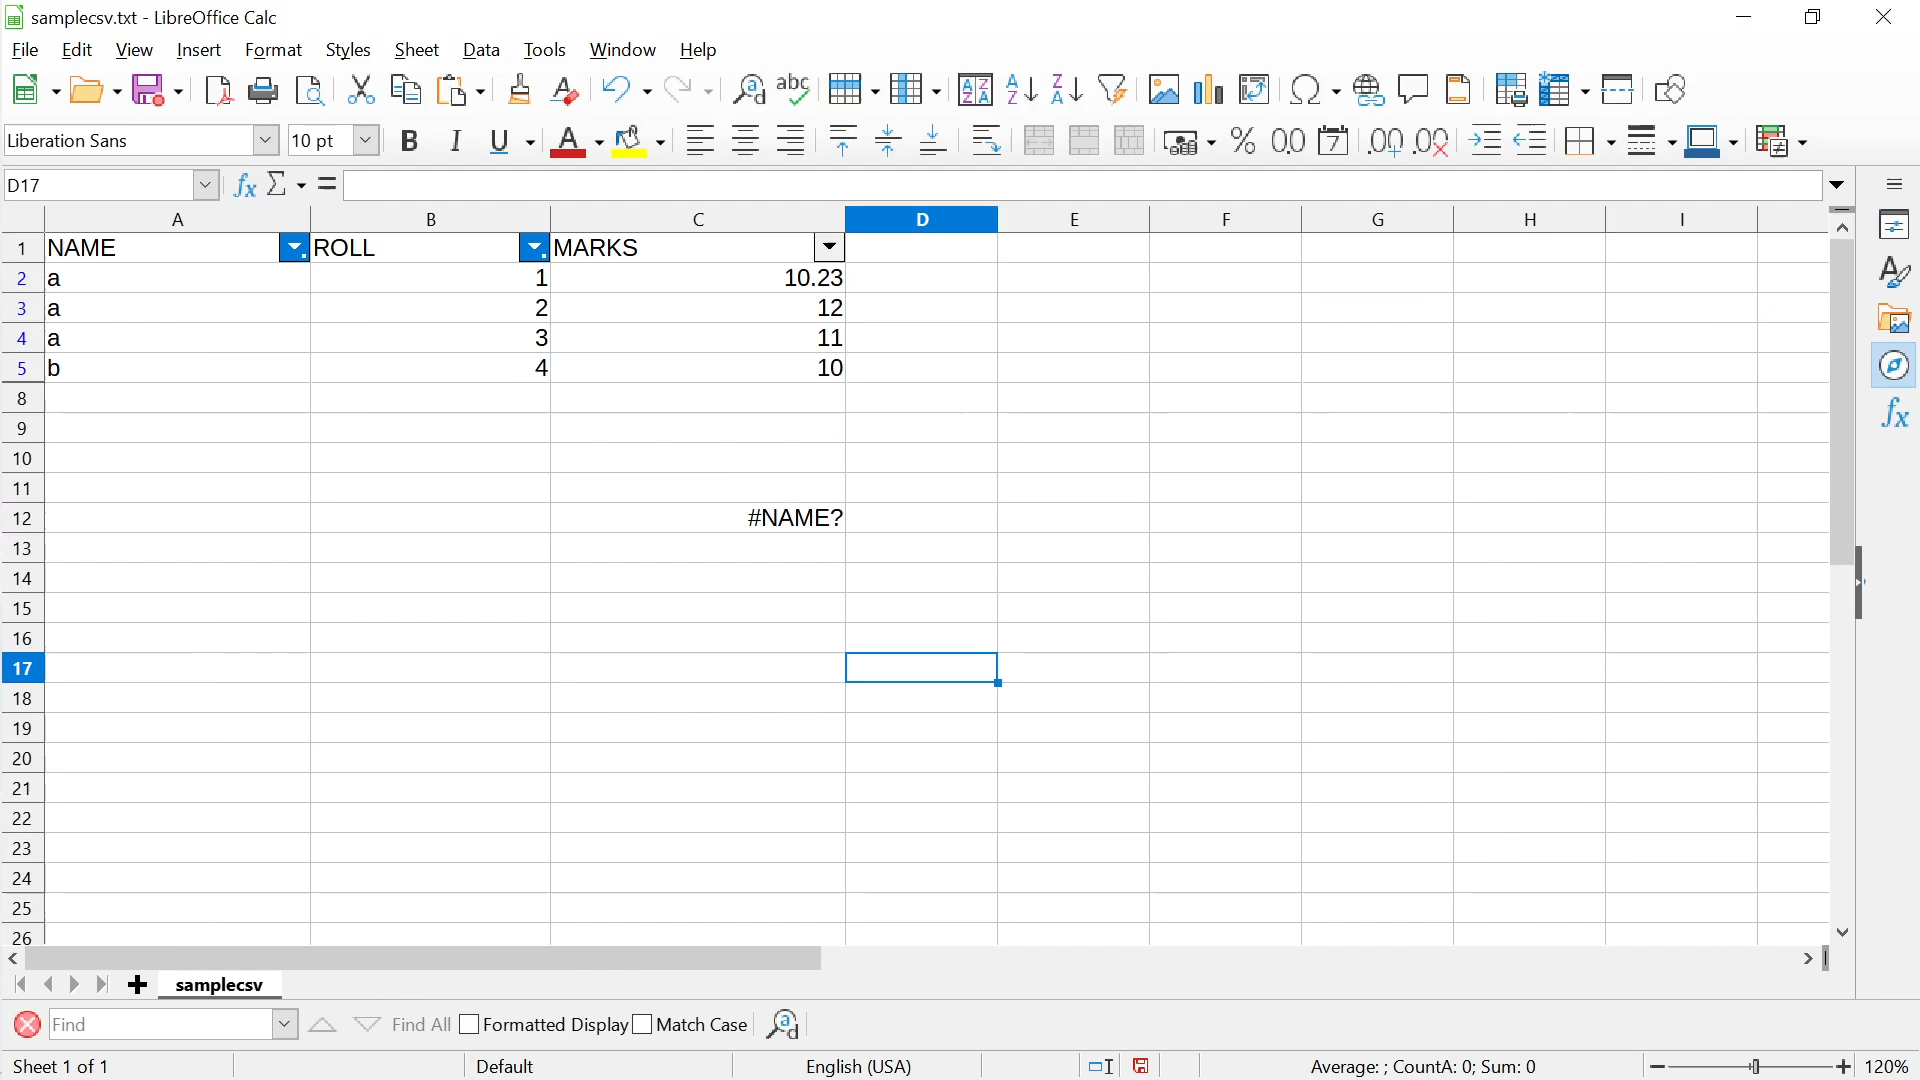 samplecsv.txt - LibreOffice Calc
File Edit View Insert Format Styles Sheet Data Tools Window Help
Liberation Sans 10 pt
D17
A B C D E F G H I
1 NAME ROLL MARKS
2 a 1 10.23
3 a 2 12
4 a 3 11
5 b 4 10
8
9
10
11
12 #NAME?
13
14
15
16
17
18
19
20
21
22
23
24
25
26
samplecsv
Find Find All Formatted Display Match Case
Sheet 1 of 1 Default English (USA) Average: ; CountA: 0; Sum: 0 120%